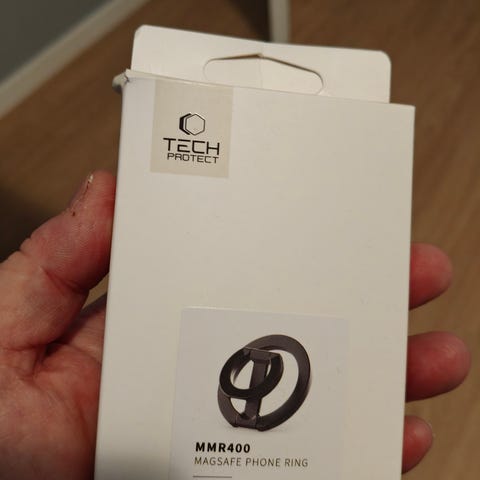 TECH
PROTECT
MMR400
MAGSAFE PHONE RING